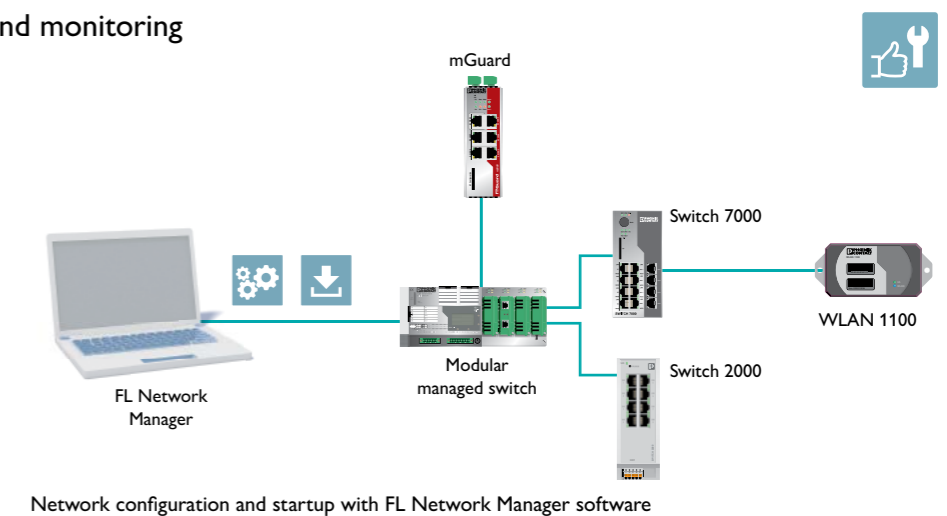 nd monitoring
mGuard
Switch 7000
WLAN 1100
Modular
managed switch
Switch 2000
FL Network
Manager
Network configuration and startup with FL Network Manager software